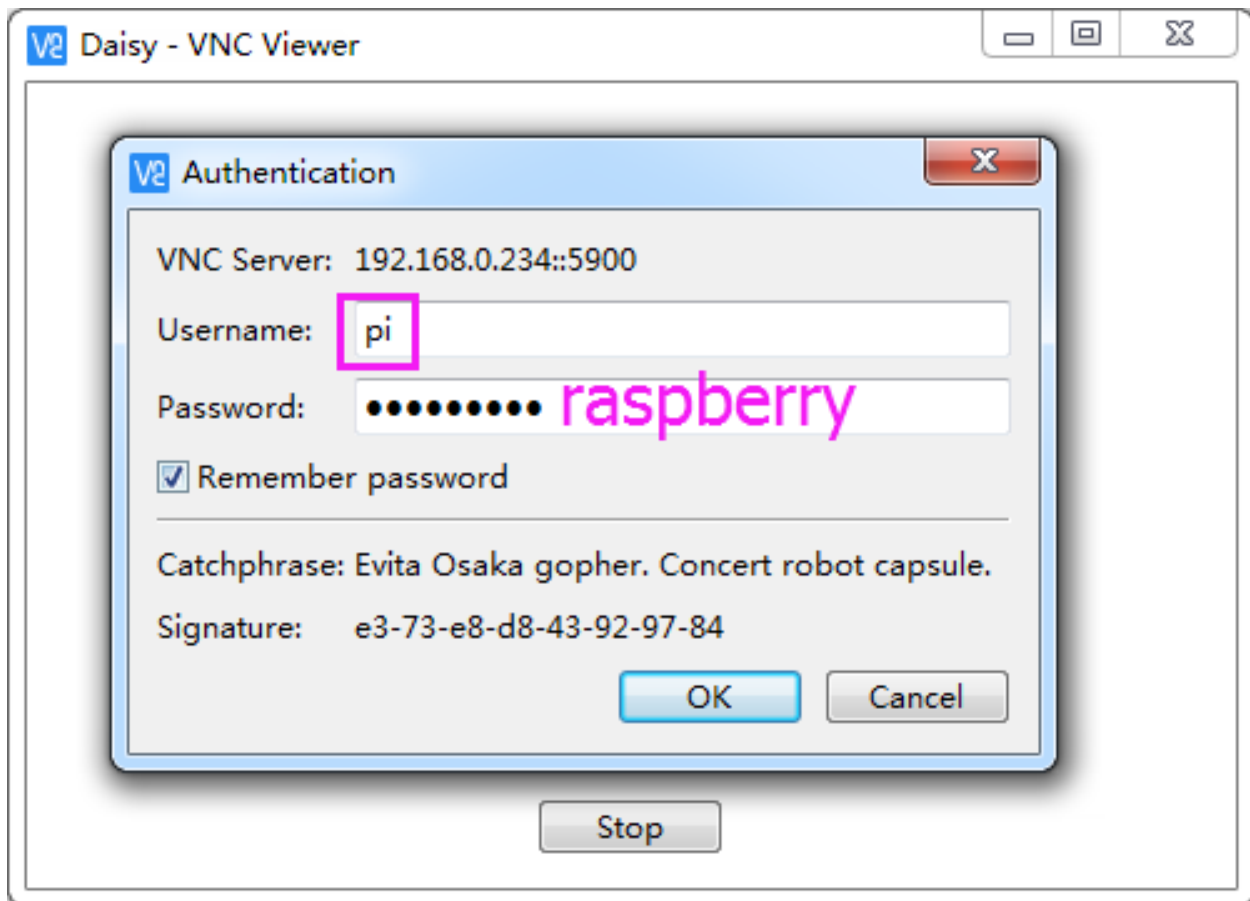 Daisy - VNC Viewer
Authentication
VNC Server: 192.168.0.234::5900
Username: pi
Password: ●●●●●●●●● raspberry
Remember password
Catchphrase: Evita Osaka gopher. Concert robot capsule.
Signature: e3-73-e8-d8-43-92-97-84
OK Cancel
Stop